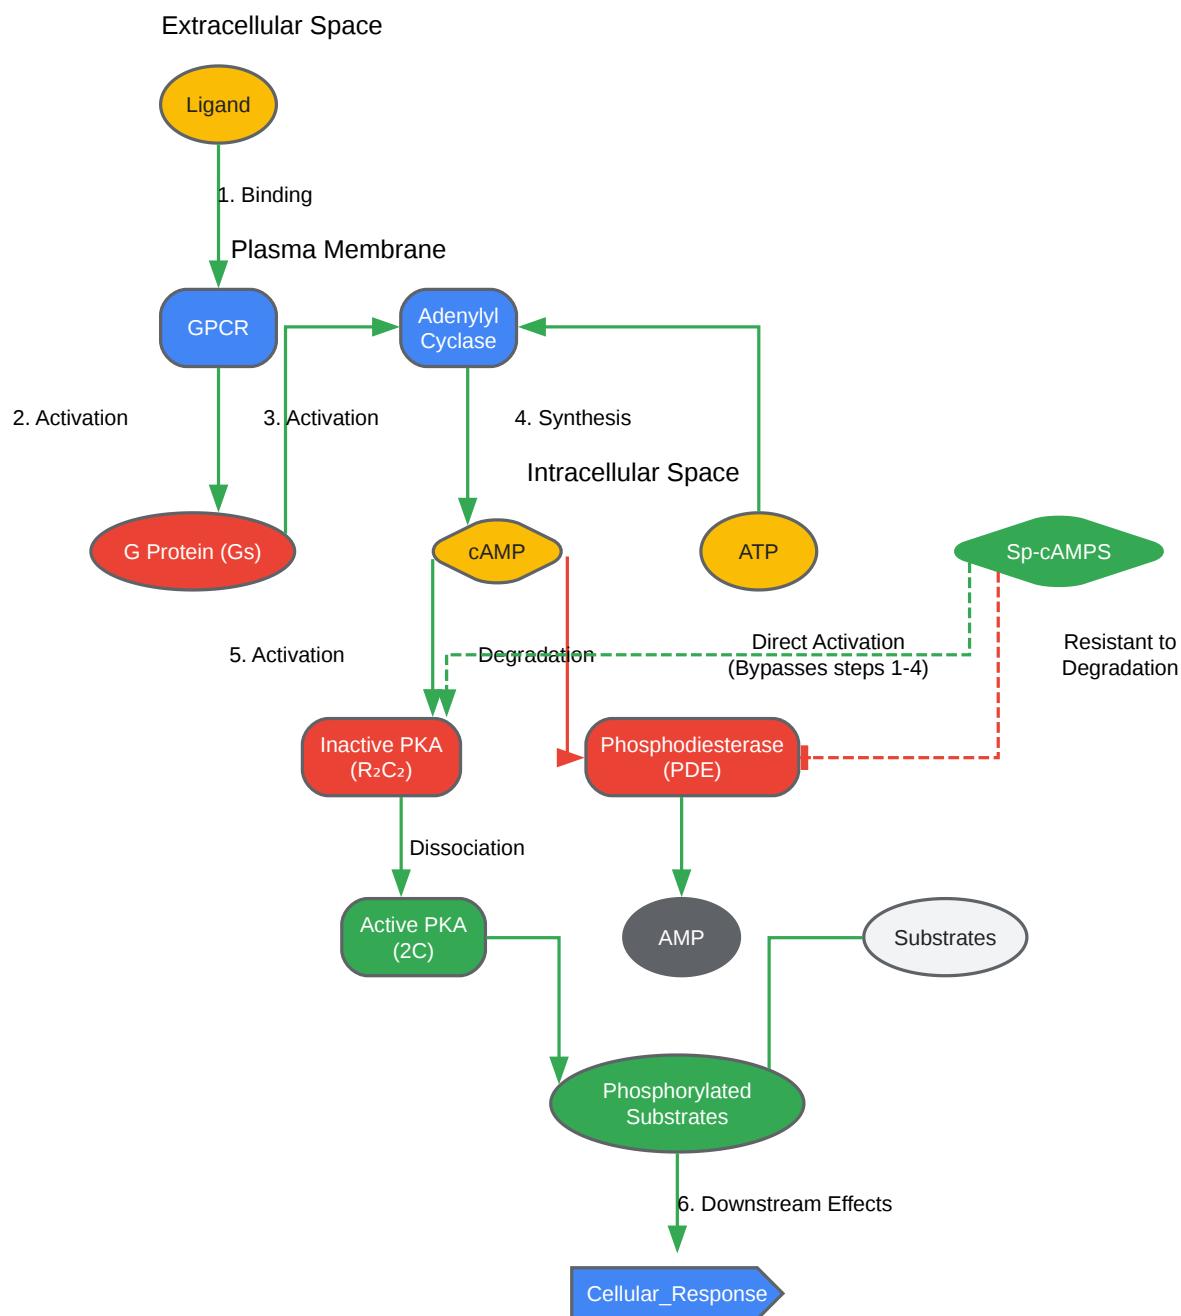 Extracellular Space
Ligand
1. Binding
Plasma Membrane
GPCR
Adenylyl
Cyclase
2. Activation
3. Activation
4. Synthesis
Intracellular Space
G Protein (Gs)
cAMP
ATP
Sp-cAMPS
5. Activation
Degradation
Direct Activation
(Bypasses steps 1-4)
Resistant to
Degradation
Inactive PKA
(R₂C₂)
Phosphodiesterase
(PDE)
Dissociation
Active PKA
(2C)
AMP
Substrates
Phosphorylated
Substrates
6. Downstream Effects
Cellular_Response